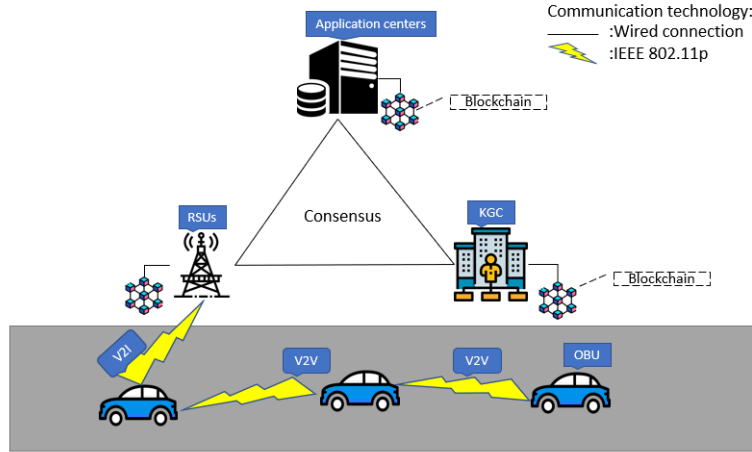 Application centers
Communication technology:
:Wired connection
:IEEE 802.11p
Blockchain
RSUs
Consensus
KGC
Blockchain
V2I
V2V
V2V
OBU